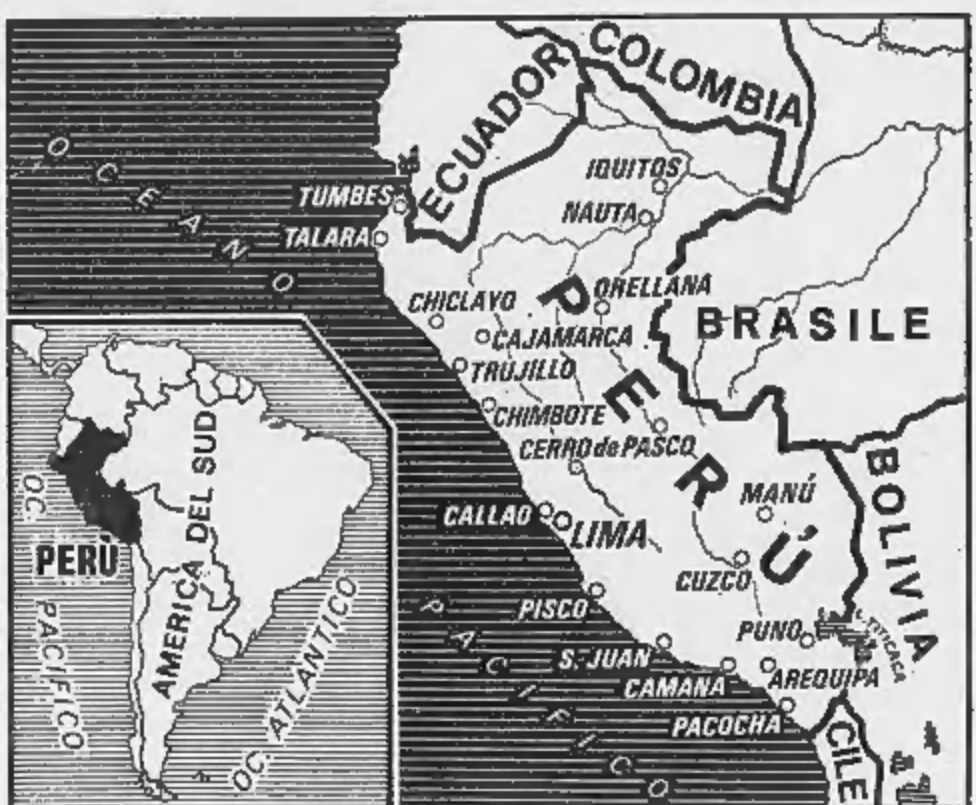 COLOMBIA
ECUADOR
OCEANO
IQUITOS
TUMBES
NAUTA
TALARA
PERÚ
ORELLANA
CHICLAYO
BRASILE
CAJAMARCA
TRUJILLO
CHIMBOTE
CERRO de PASCO
BOLIVIA
MANÚ
CALLAO
LIMA
CUZCO
PISCO
PACIFICO
PUNO
L. TITICACA
S. JUAN
AREQUIPA
CAMANA
PACOCHA
CILE
AMERICA DEL SUD
OC. PACIFICO
PERÙ
OC. ATLANTICO